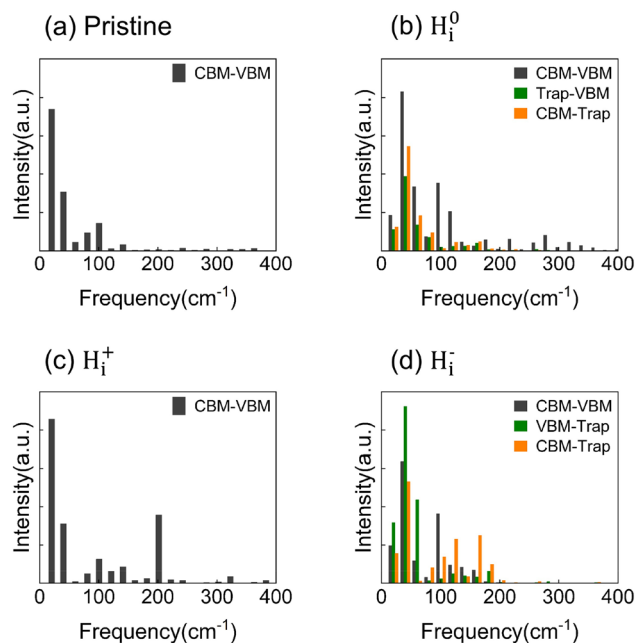 (a) Pristine
CBM-VBM
Intensity(a.u.)
0 100 200 300 400
Frequency(cm⁻¹)
(b) H_i^0
CBM-VBM
Trap-VBM
CBM-Trap
Intensity(a.u.)
0 100 200 300 400
Frequency(cm⁻¹)
(c) H_i^+
CBM-VBM
Intensity(a.u.)
0 100 200 300 400
Frequency(cm⁻¹)
(d) H_i^-
CBM-VBM
VBM-Trap
CBM-Trap
Intensity(a.u.)
0 100 200 300 400
Frequency(cm⁻¹)